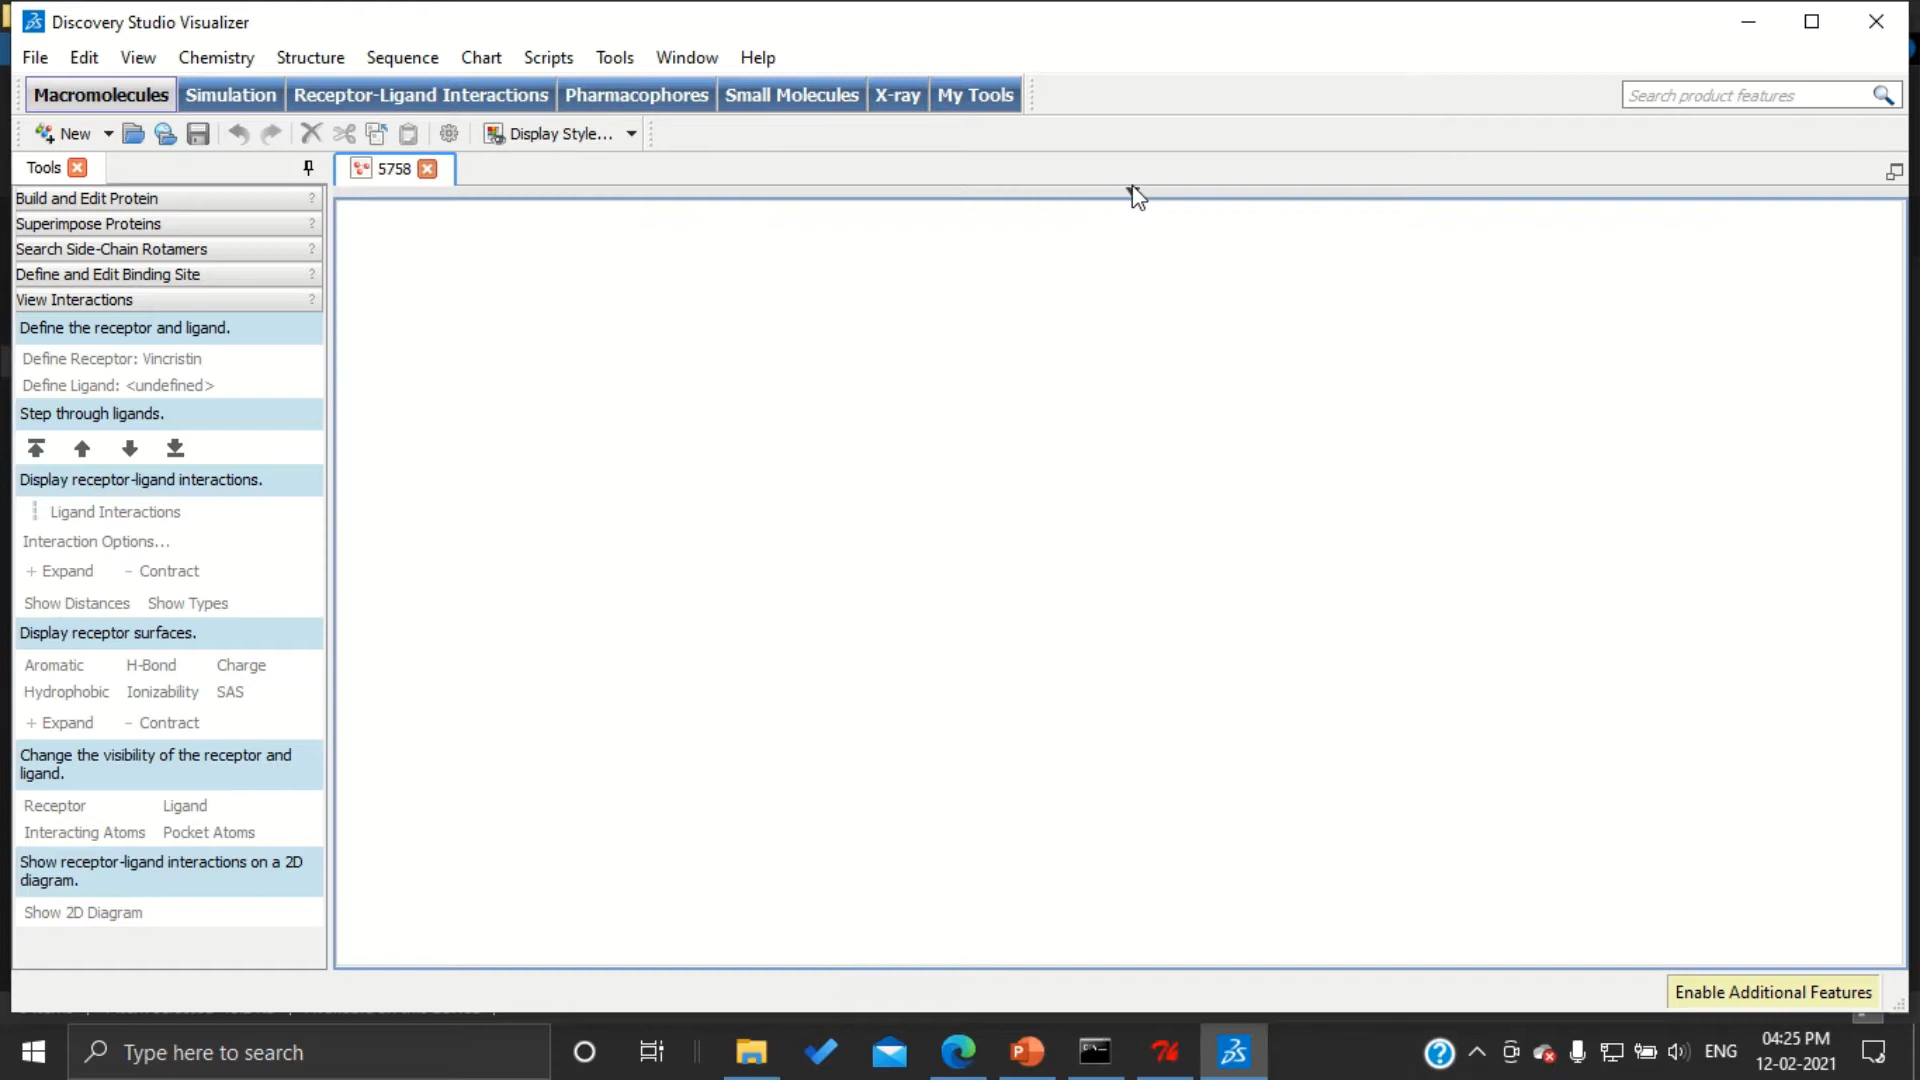 Discovery Studio Visualizer
File Edit View Chemistry Structure Sequence Chart Scripts Tools Window Help
Macromolecules Simulation Receptor-Ligand Interactions Pharmacophores Small Molecules X-ray My Tools Search product features
New Display Style...
Tools 5758
Build and Edit Protein ?
Superimpose Proteins ?
Search Side-Chain Rotamers ?
Define and Edit Binding Site ?
View Interactions ?
Define the receptor and ligand.
Define Receptor: Vincristin
Define Ligand: <undefined>
Step through ligands.
Display receptor-ligand interactions.
Ligand Interactions
Interaction Options...
+ Expand - Contract
Show Distances Show Types
Display receptor surfaces.
Aromatic H-Bond Charge
Hydrophobic Ionizability SAS
+ Expand - Contract
Change the visibility of the receptor and
ligand.
Receptor Ligand
Interacting Atoms Pocket Atoms
Show receptor-ligand interactions on a 2D
diagram.
Show 2D Diagram
Enable Additional Features
Type here to search
ENG
04:25 PM
12-02-2021